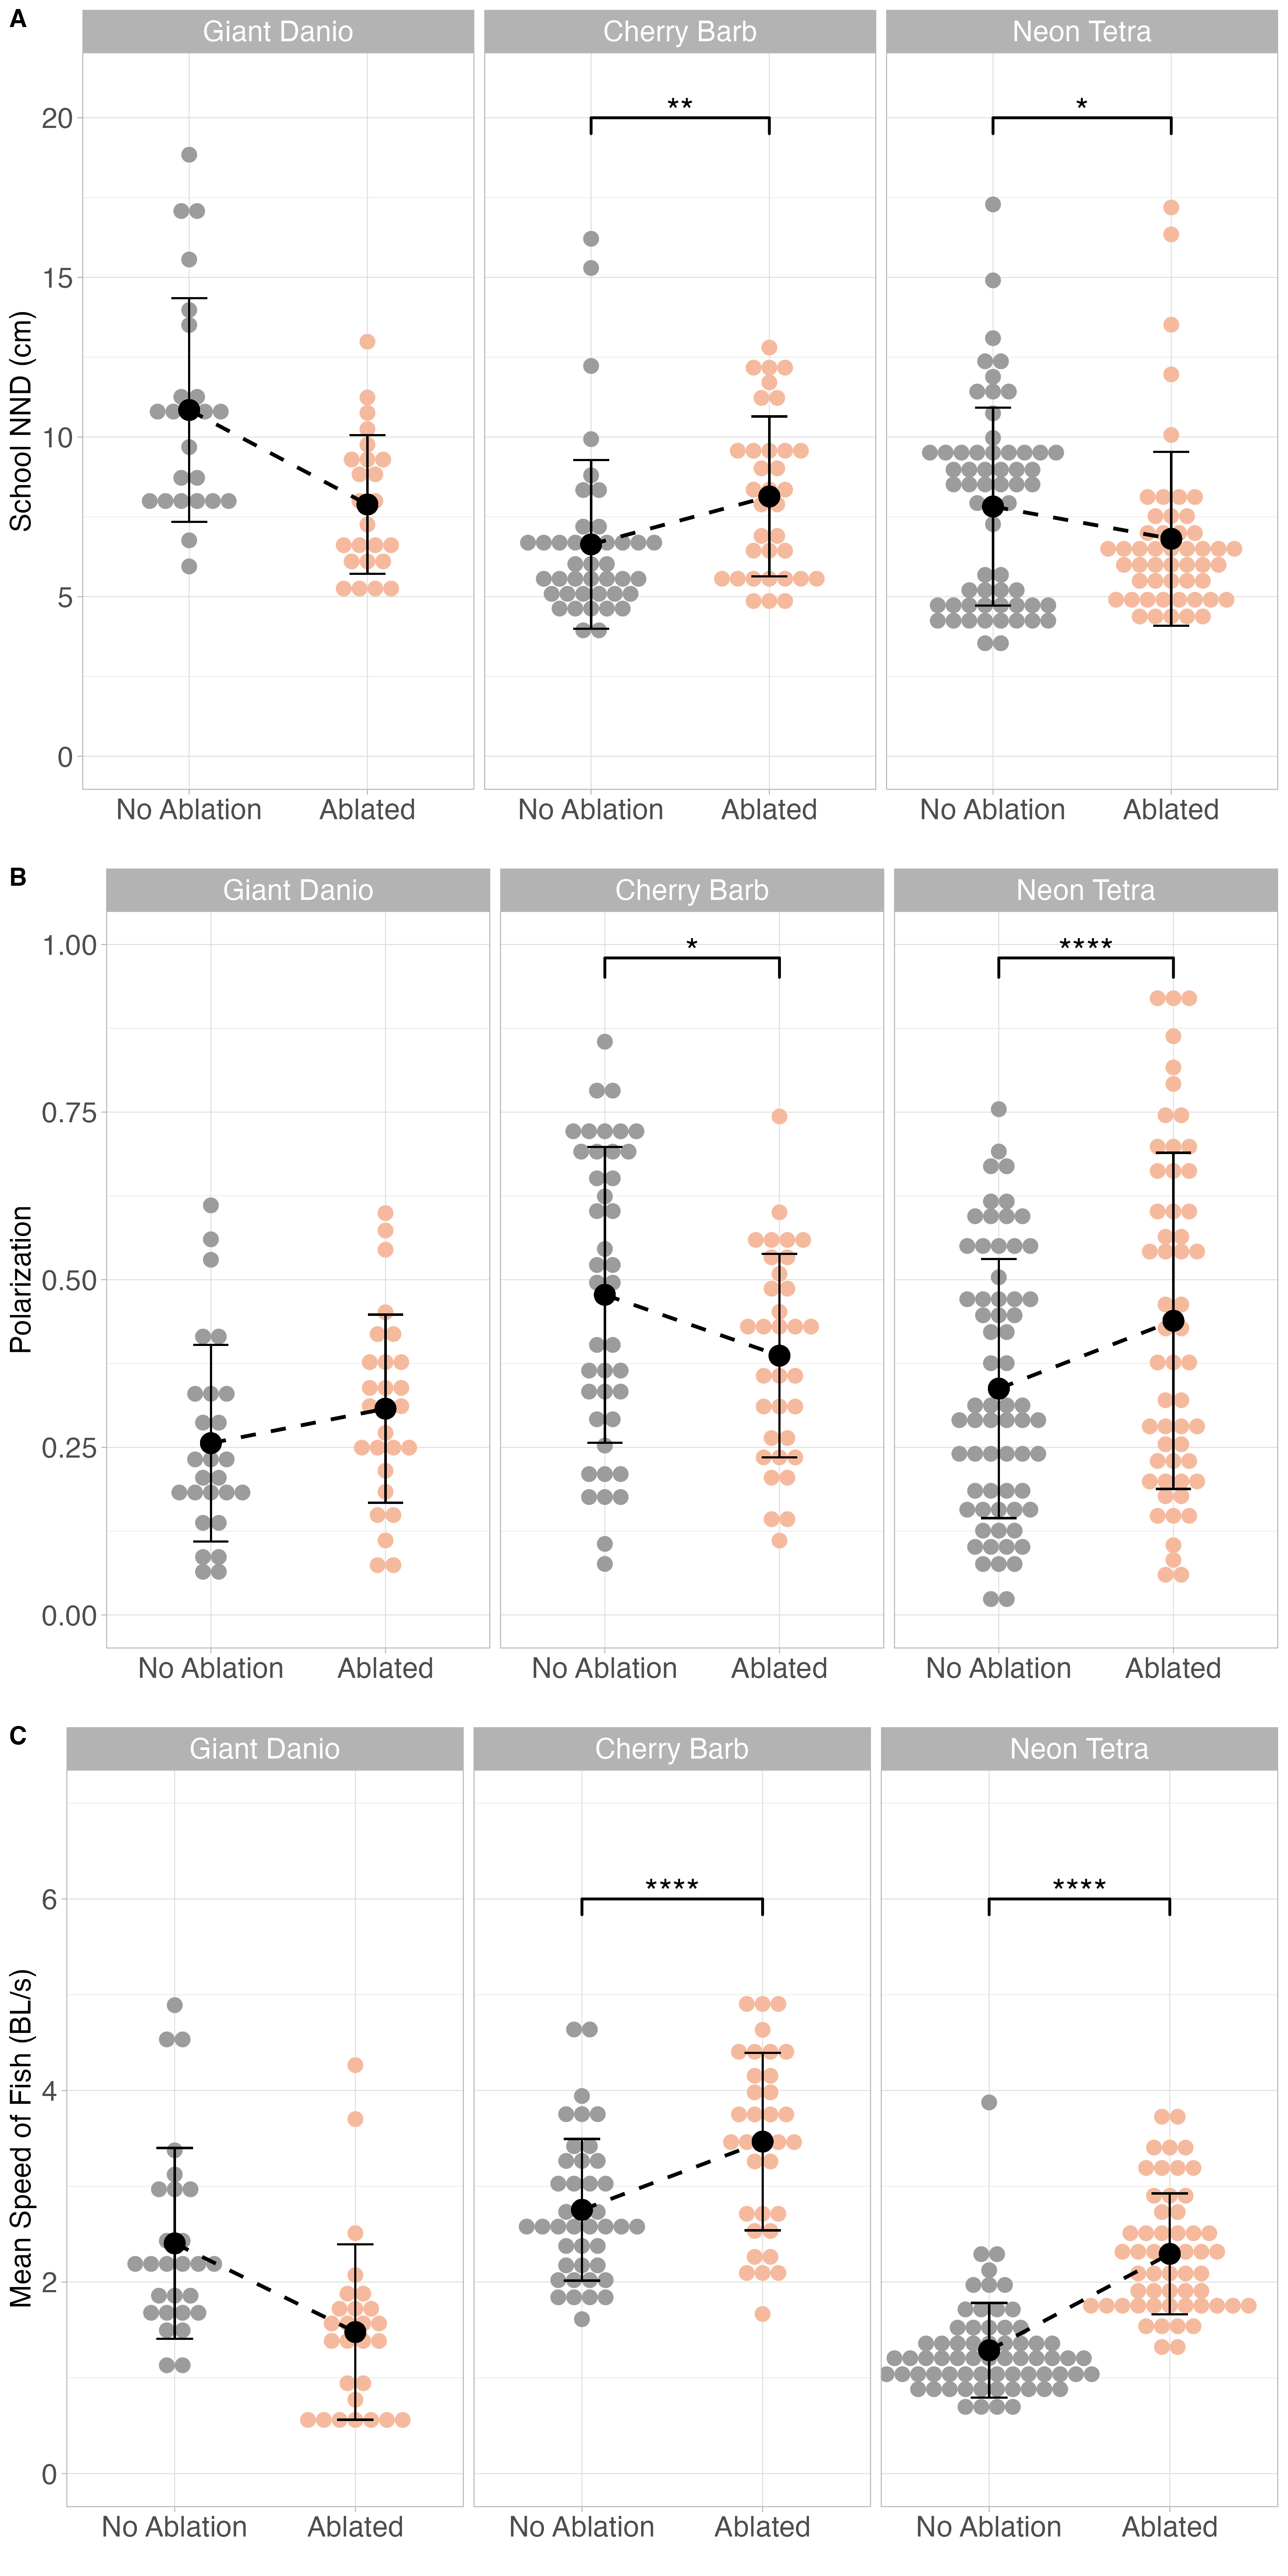 A
Giant Danio Cherry Barb Neon Tetra
** *
20
15
10
5
0
School NND (cm)
No Ablation Ablated No Ablation Ablated No Ablation Ablated
B
Giant Danio Cherry Barb Neon Tetra
* ****
1.00
0.75
0.50
0.25
0.00
Polarization
No Ablation Ablated No Ablation Ablated No Ablation Ablated
C
Giant Danio Cherry Barb Neon Tetra
**** ****
6
4
2
0
Mean Speed of Fish (BL/s)
No Ablation Ablated No Ablation Ablated No Ablation Ablated